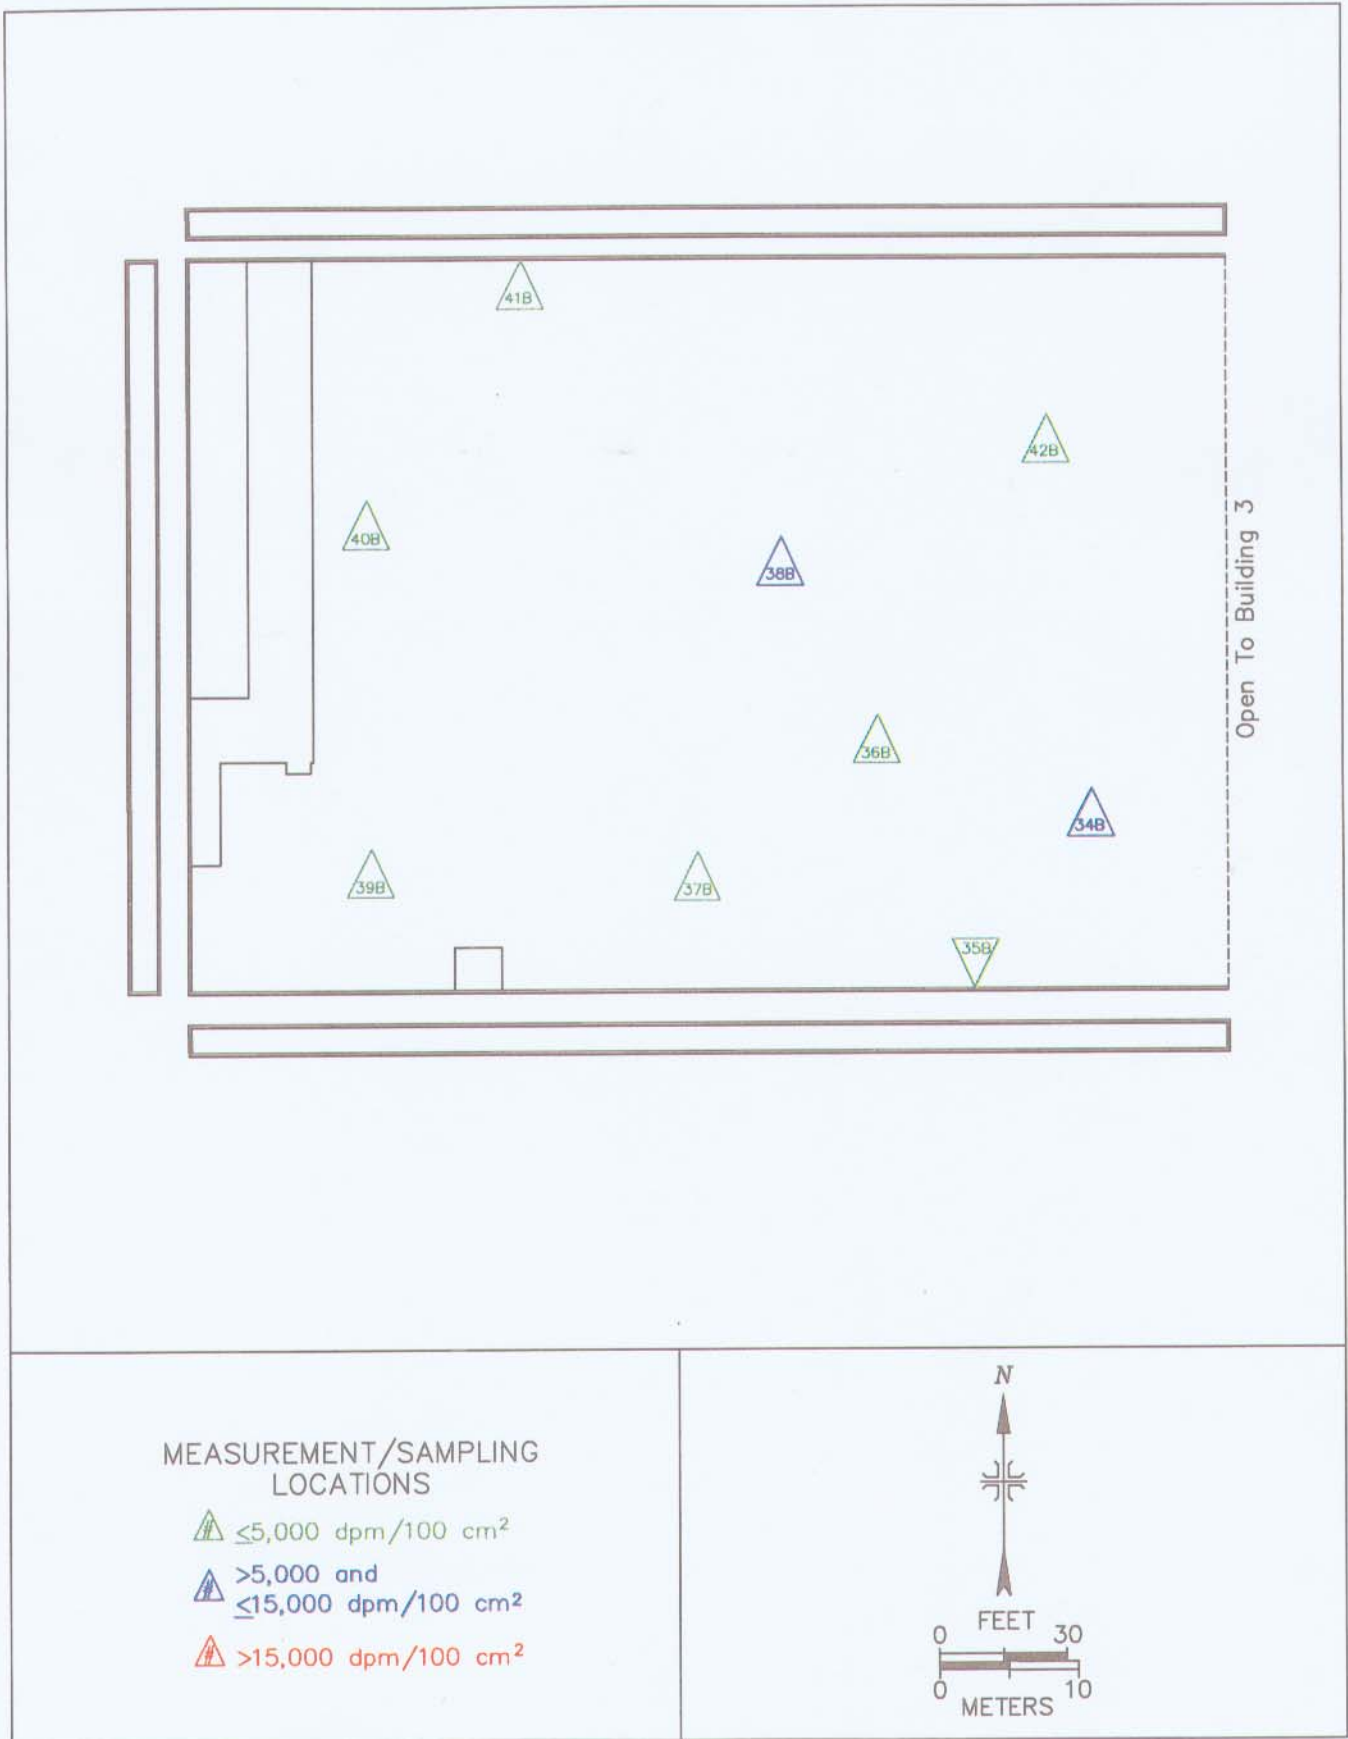 41B
42B
40B
38B
Open To Building 3
36B
34B
39B
37B
35B
MEASUREMENT/SAMPLING
LOCATIONS
# ≤5,000 dpm/100 cm²
# >5,000 and
≤15,000 dpm/100 cm²
# >15,000 dpm/100 cm²
N
FEET
0 30
0 10
METERS